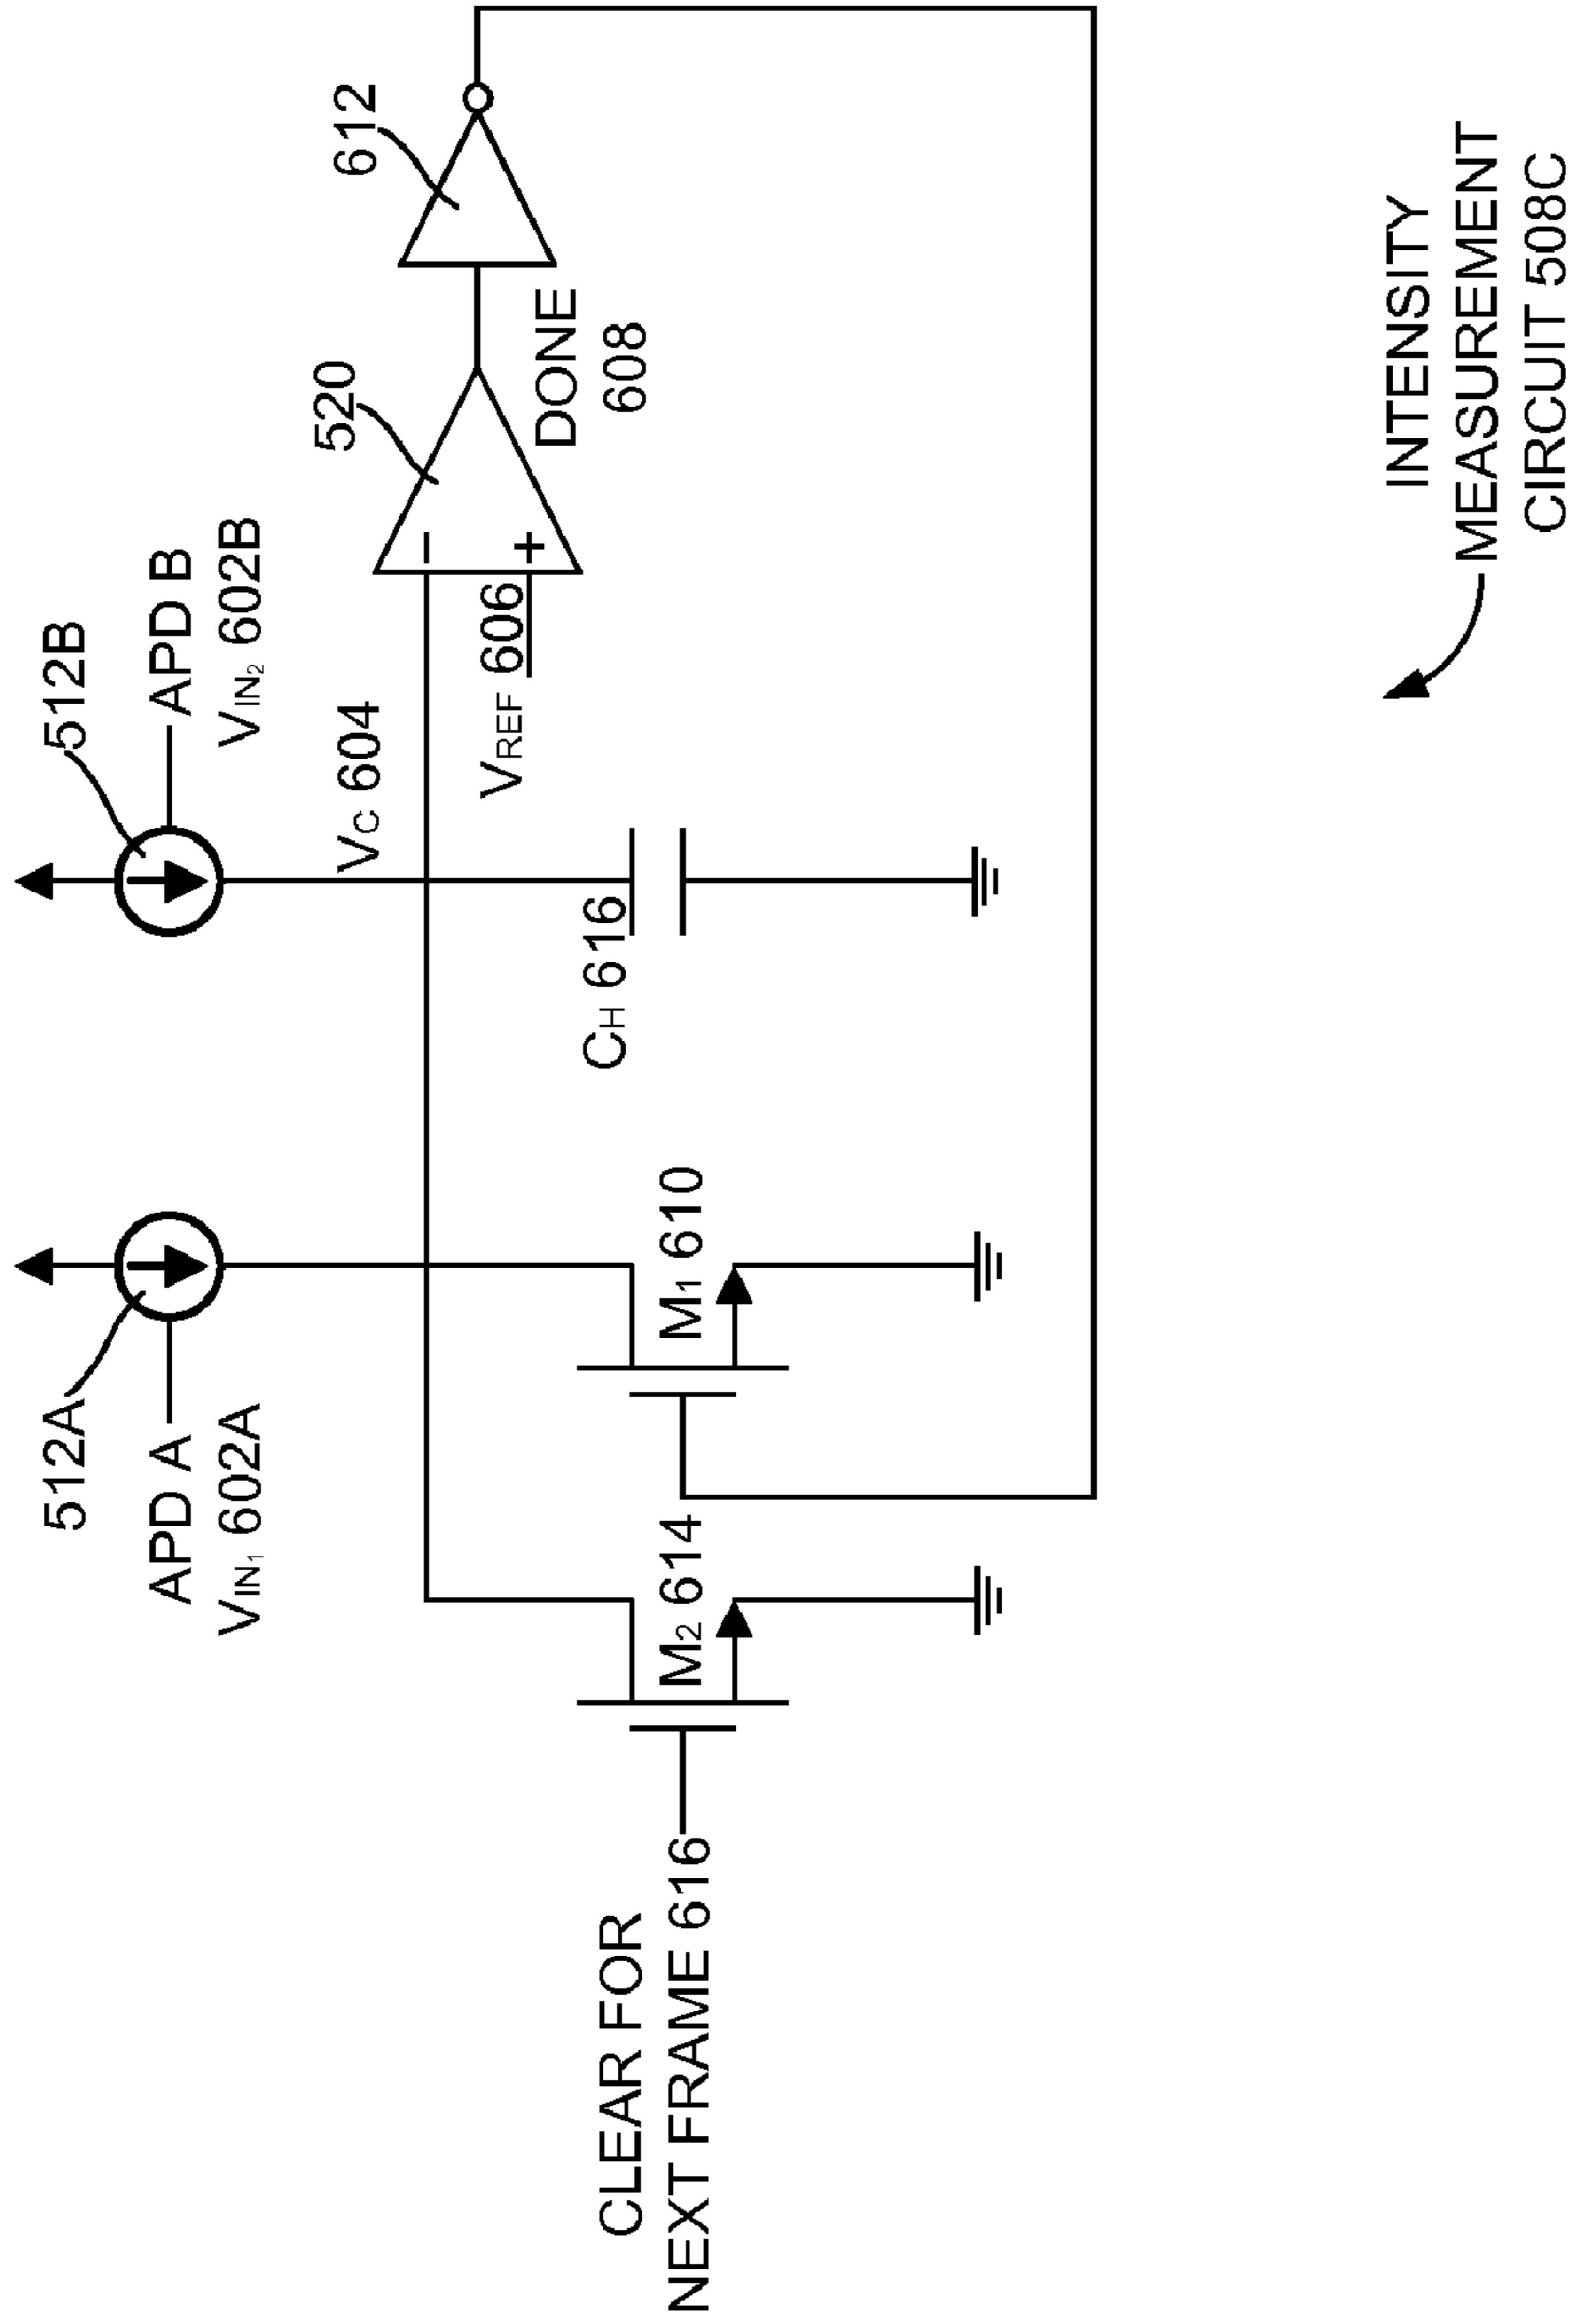 512A
APD A
VIN₁ 602A
512B
APD B
VIN₂ 602B
VC 604
520
612
VREF 606
DONE
608
CLEAR FOR
NEXT FRAME 616
M₂ 614
M₁ 610
CH 616
−
+
INTENSITY
MEASUREMENT
CIRCUIT 508C